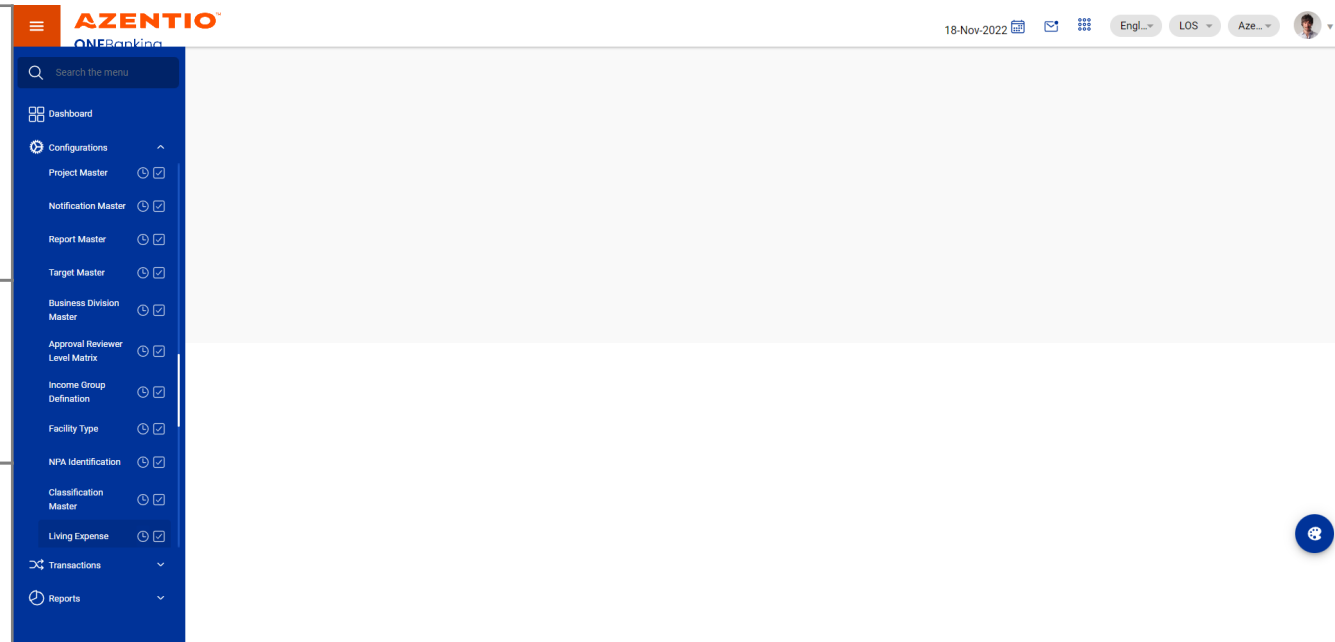 AZENTIO™
ONEBanking
18-Nov-2022
Engl...
LOS
Aze...
Search the menu
Dashboard
Configurations
Project Master
Notification Master
Report Master
Target Master
Business Division
Master
Approval Reviewer
Level Matrix
Income Group
Defination
Facility Type
NPA Identification
Classification
Master
Living Expense
Transactions
Reports